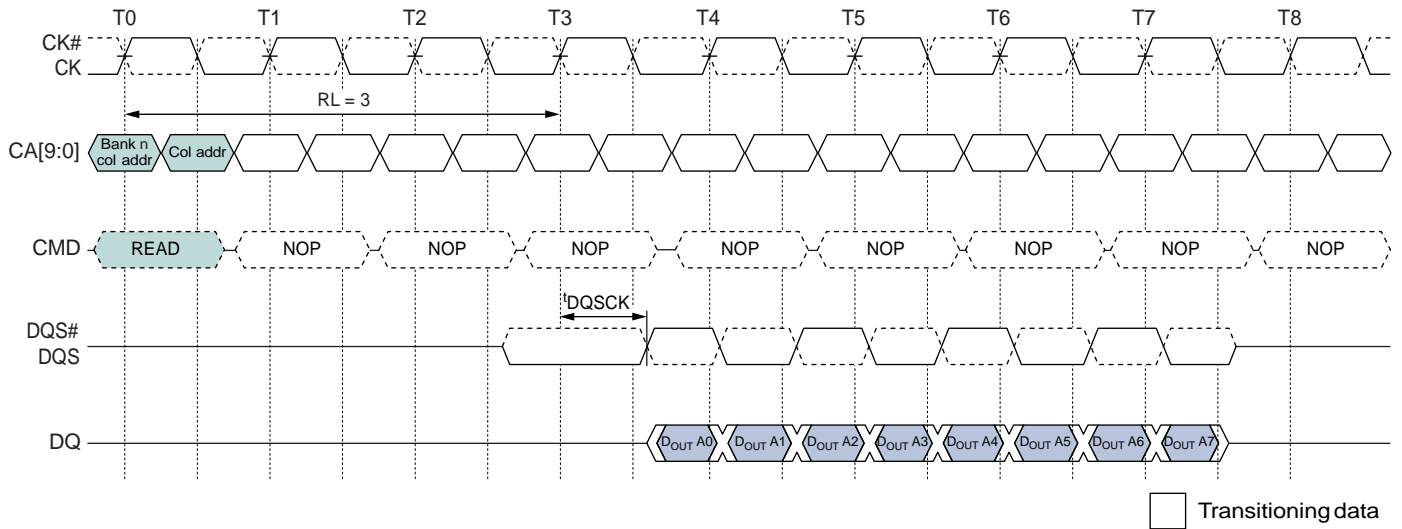 T0 T1 T2 T3 T4 T5 T6 T7 T8
CK#
CK
RL = 3
CA[9:0] Bank n col addr Col addr
CMD READ NOP NOP NOP NOP NOP NOP NOP NOP
tDQSCK
DQS#
DQS
DQ DOUT A0 DOUT A1 DOUT A2 DOUT A3 DOUT A4 DOUT A5 DOUT A6 DOUT A7
Transitioning data